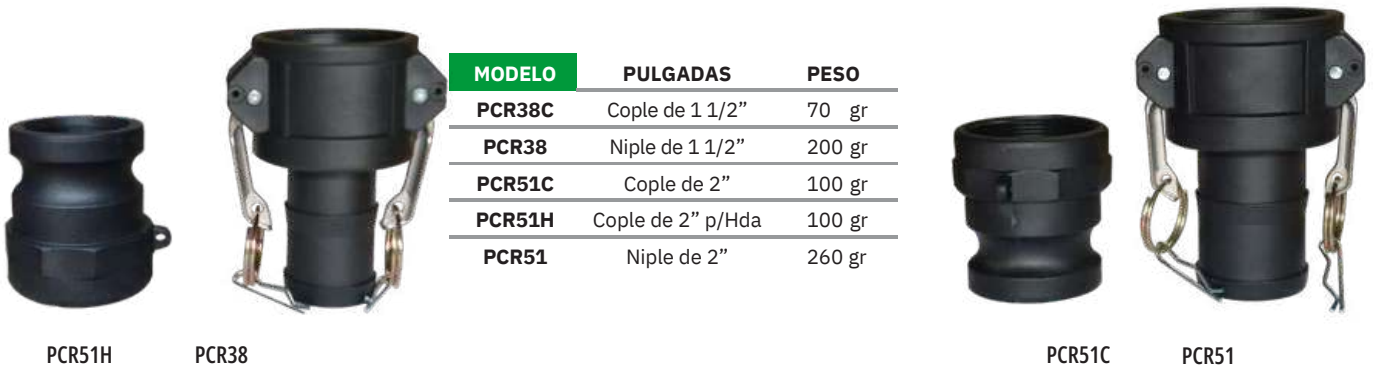 MODELO PULGADAS PESO
PCR38C Cople de 1 1/2” 70 gr
PCR38 Niple de 1 1/2” 200 gr
PCR51C Cople de 2” 100 gr
PCR51H Cople de 2” p/Hda 100 gr
PCR51 Niple de 2” 260 gr
PCR51H PCR38 PCR51C PCR51